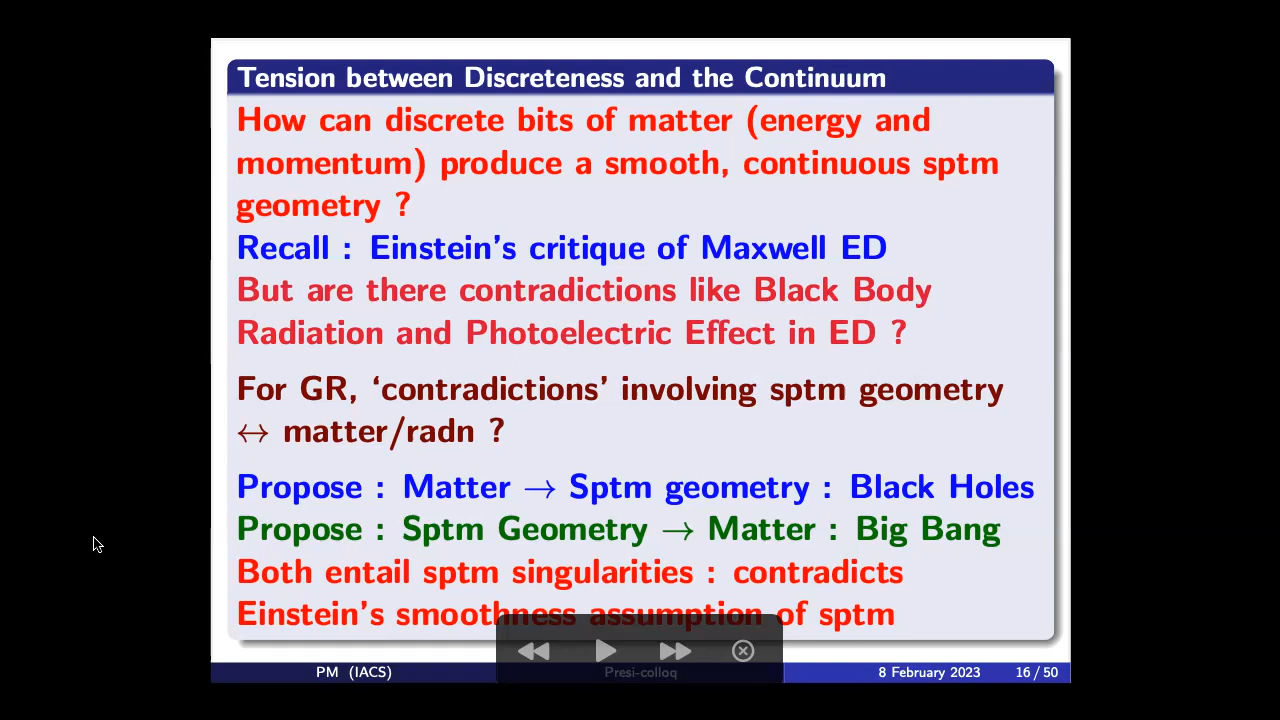 Tension between Discreteness and the Continuum
How can discrete bits of matter (energy and
momentum) produce a smooth, continuous sptm
geometry ?
Recall : Einstein's critique of Maxwell ED
But are there contradictions like Black Body
Radiation and Photoelectric Effect in ED ?
For GR, ‘contradictions’ involving sptm geometry
↔ matter/radn ?
Propose : Matter → Sptm geometry : Black Holes
Propose : Sptm Geometry → Matter : Big Bang
Both entail sptm singularities : contradicts
Einstein's smoothness assumption of sptm
PM (IACS) Presi-colloq 8 February 2023 16 / 50